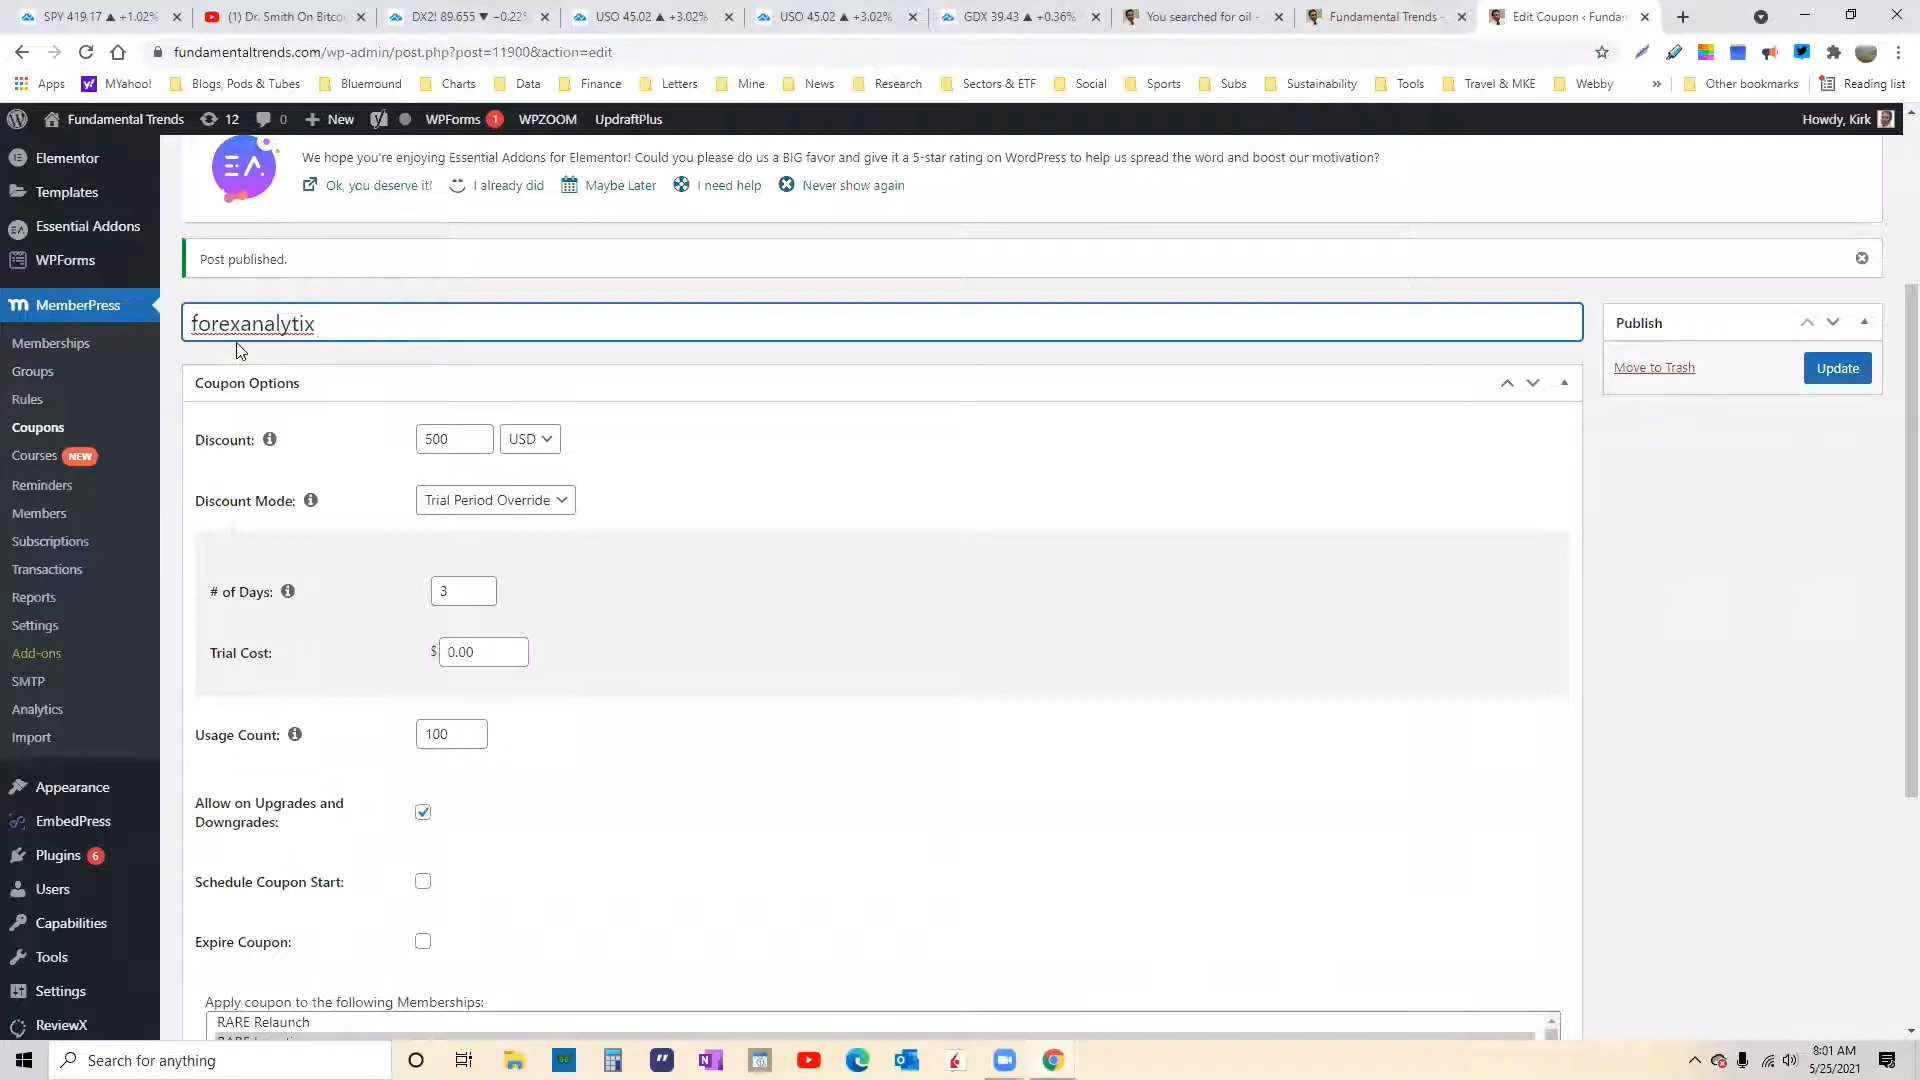 SPY 419.17 ▲ +1.02%
(1) Dr. Smith On Bitco
DX2! 89.655 ▼ −0.22%
USO 45.02 ▲ +3.02%
USO 45.02 ▲ +3.02%
GDX 39.43 ▲ +0.36%
You searched for oil -
Fundamental Trends -
Edit Coupon ‹ Fundam
fundamentaltrends.com/wp-admin/post.php?post=11900&action=edit
Apps
MYahoo!
Blogs, Pods & Tubes
Bluemound
Charts
Data
Finance
Letters
Mine
News
Research
Sectors & ETF
Social
Sports
Subs
Sustainability
Tools
Travel & MKE
Webby
»
Other bookmarks
Reading list
Fundamental Trends
12
0
+ New
WPForms 1
WPZOOM
UpdraftPlus
Howdy, Kirk
Elementor
Templates
Essential Addons
WPForms
MemberPress
Memberships
Groups
Rules
Coupons
Courses NEW
Reminders
Members
Subscriptions
Transactions
Reports
Settings
Add-ons
SMTP
Analytics
Import
Appearance
EmbedPress
Plugins 6
Users
Capabilities
Tools
Settings
ReviewX
EA
We hope you're enjoying Essential Addons for Elementor! Could you please do us a BIG favor and give it a 5-star rating on WordPress to help us spread the word and boost our motivation?
Ok, you deserve it!
I already did
Maybe Later
I need help
Never show again
Post published.
forexanalytix
Publish
Move to Trash
Update
Coupon Options
Discount:
500
USD
Discount Mode:
Trial Period Override
# of Days:
3
Trial Cost:
$ 0.00
Usage Count:
100
Allow on Upgrades and
Downgrades:
Schedule Coupon Start:
Expire Coupon:
Apply coupon to the following Memberships:
RARE Relaunch
Search for anything
8:01 AM
5/25/2021